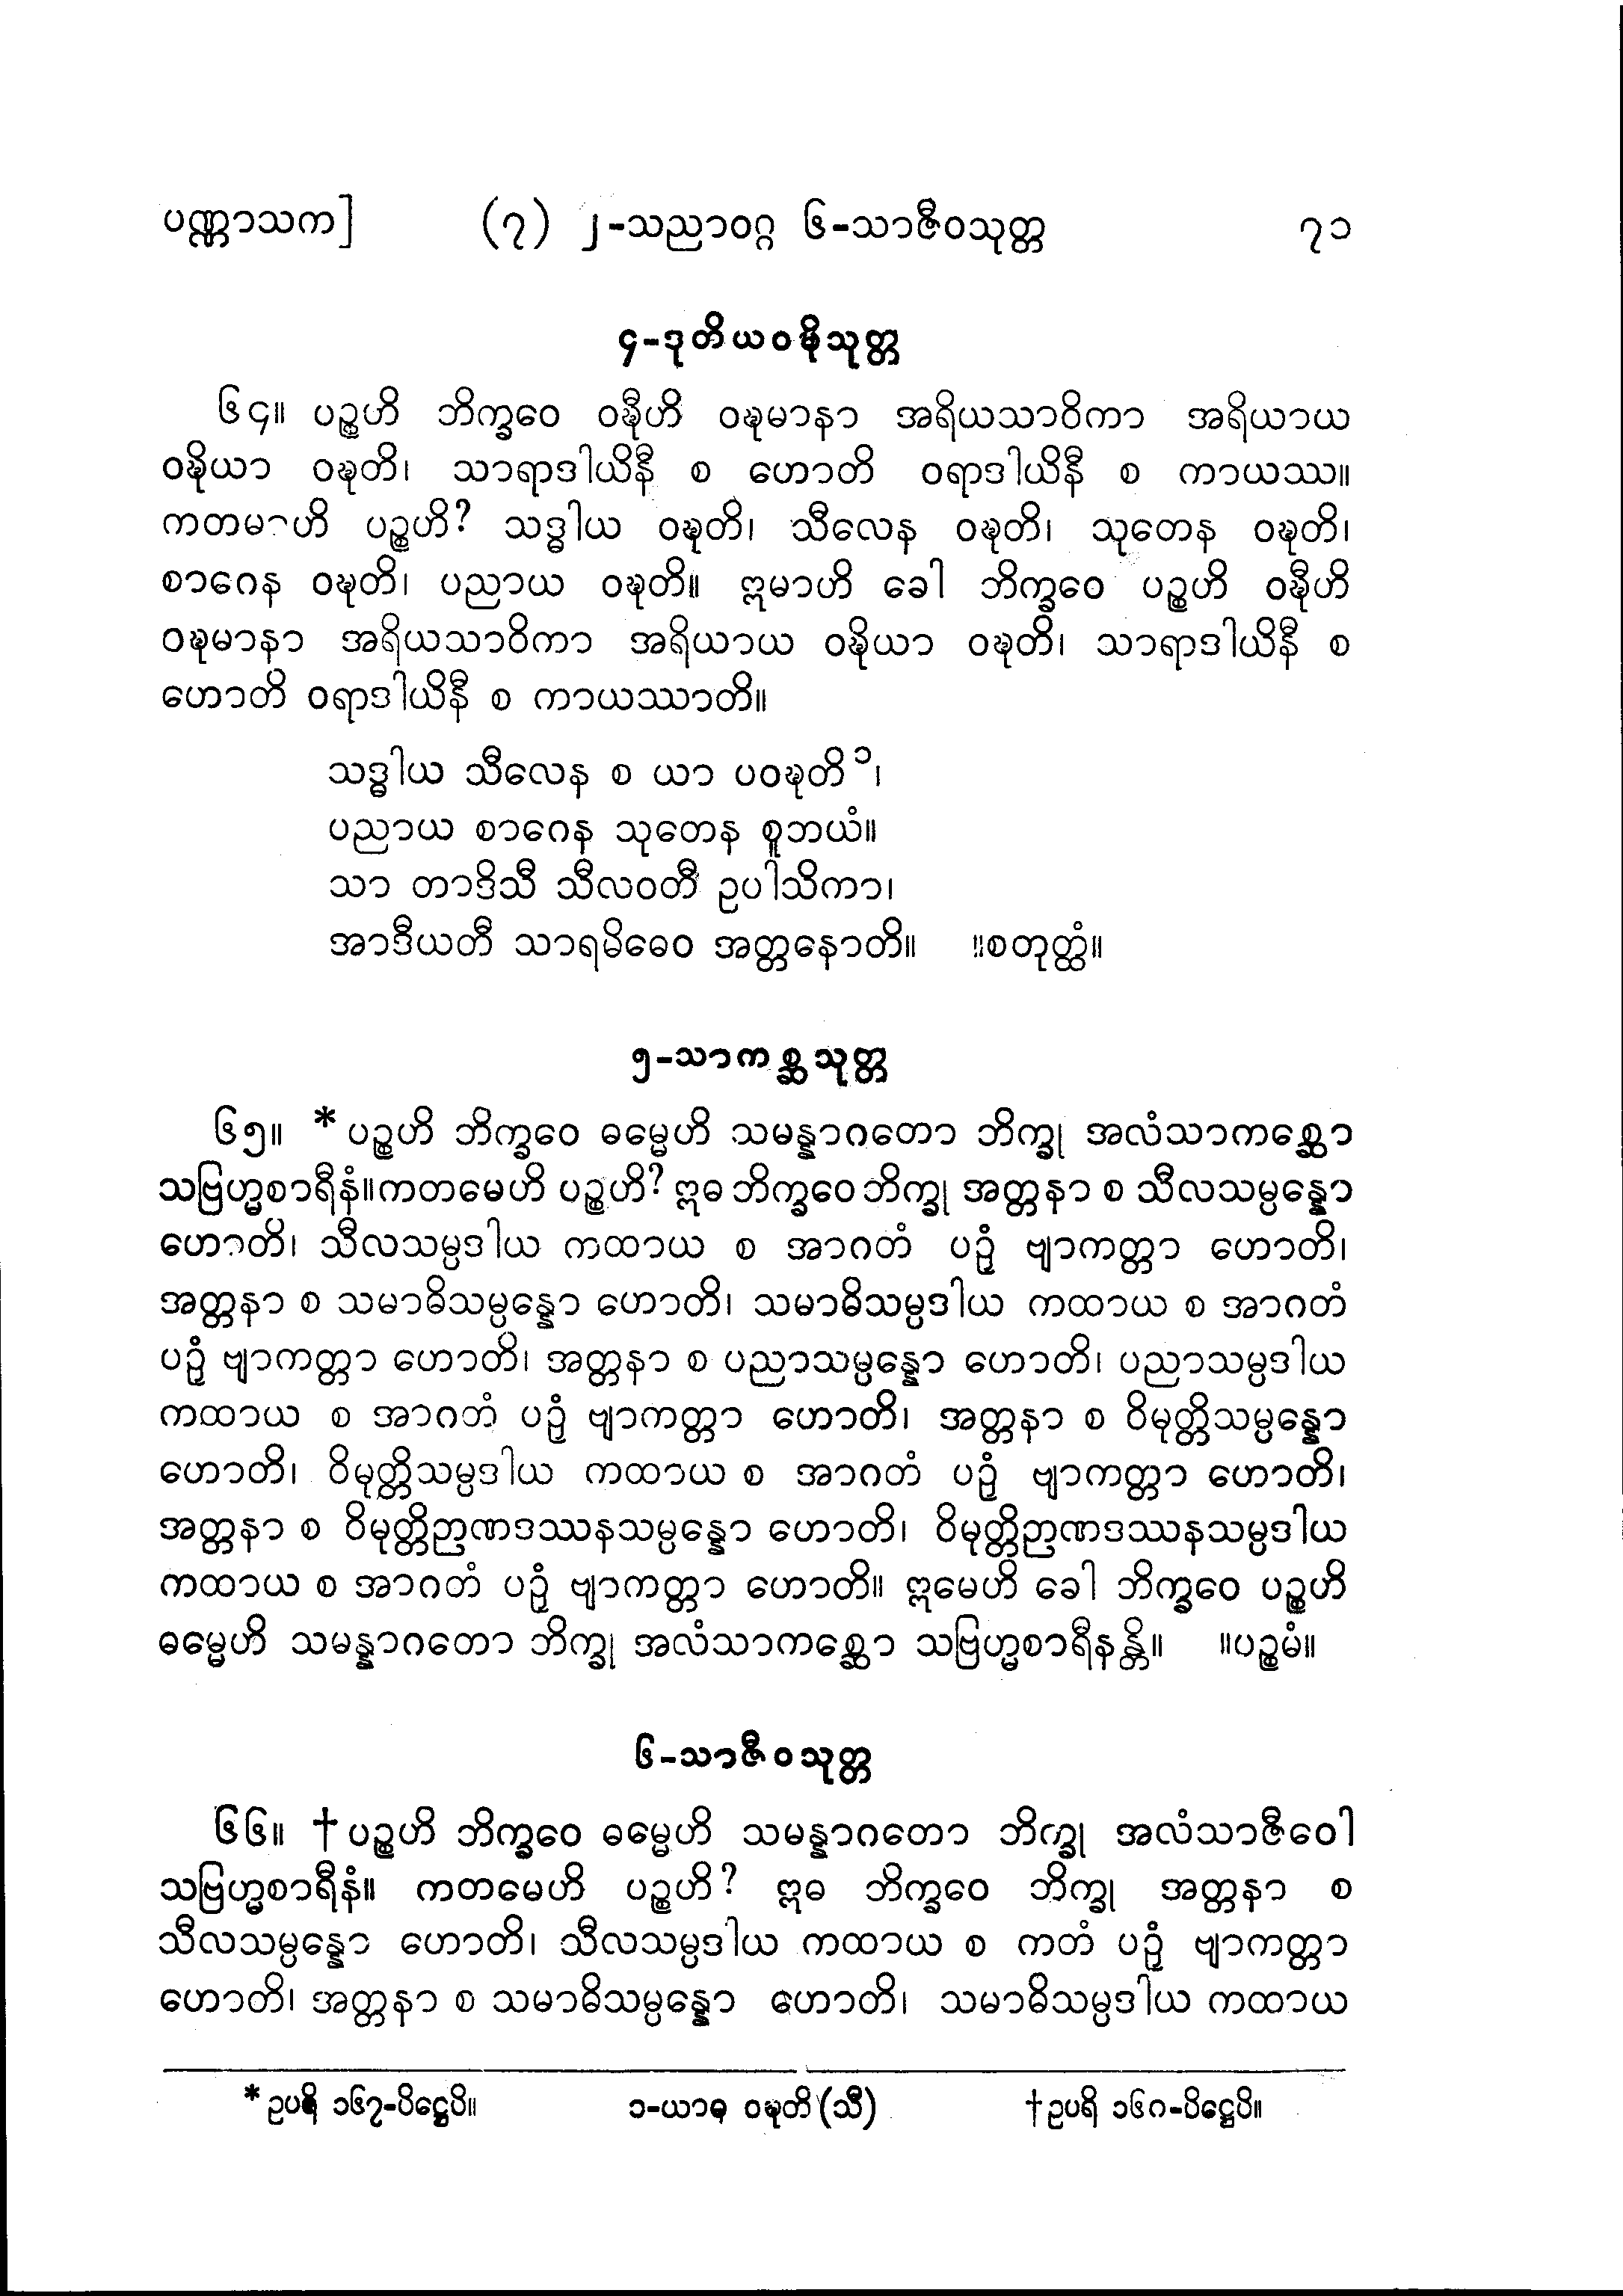 ပဏ္ဏာသက] (၇) ၂-သညာဝဂ္ဂ ၆-သာဇီဝသုတ္တ ၇၁
၄-ဒုတိယဝဍ္ဎိသုတ္တ
၆၄။ ပဉ္စဟိ ဘိက္ခဝေ ဝဍ္ဎီဟိ ဝဍ္ဎမာနာ အရိယသာဝိကာ အရိယာယ
ဝဍ္ဎိယာ ဝဍ္ဎတိ၊ သာရာဒါယိနီ စ ဟောတိ ဝရာဒါယိနီ စ ကာယဿ။
ကတမာဟိ ပဉ္စဟိ? သဒ္ဓါယ ဝဍ္ဎတိ၊ သီလေန ဝဍ္ဎတိ၊ သုတေန ဝဍ္ဎတိ၊
စာဂေန ဝဍ္ဎတိ၊ ပညာယ ဝဍ္ဎတိ။ ဣမာဟိ ခေါ ဘိက္ခဝေ ပဉ္စဟိ ဝဍ္ဎီဟိ
ဝဍ္ဎမာနာ အရိယသာဝိကာ အရိယာယ ဝဍ္ဎိယာ ဝဍ္ဎတိ၊ သာရာဒါယိနီ စ
ဟောတိ ဝရာဒါယိနီ စ ကာယဿာတိ။
သဒ္ဓါယ သီလေန စ ယာ ပဝဍ္ဎတိ ၁၊
ပညာယ စာဂေန သုတေန စူဘယံ။
သာ တာဒိသီ သီလဝတီ ဥပါသိကာ၊
အာဒီယတီ သာရမိဓေဝ အတ္တနောတိ။ ။စတုတ္ထံ။
၅-သာကစ္ဆသုတ္တ
၆၅။ * ပဉ္စဟိ ဘိက္ခဝေ ဓမ္မေဟိ သမန္နာဂတော ဘိက္ခု အလံသာကစ္ဆော
သဗြဟ္မစာရီနံ။ ကတမေဟိ ပဉ္စဟိ? ဣဓ ဘိက္ခဝေ ဘိက္ခု အတ္တနာ စ သီလသမ္ပန္နော
ဟောတိ၊ သီလသမ္ပဒါယ ကထာယ စ အာဂတံ ပဉှံ ဗျာကတ္တာ ဟောတိ၊
အတ္တနာ စ သမာဓိသမ္ပန္နော ဟောတိ၊ သမာဓိသမ္ပဒါယ ကထာယ စ အာဂတံ
ပဉှံ ဗျာကတ္တာ ဟောတိ၊ အတ္တနာ စ ပညာသမ္ပန္နော ဟောတိ၊ ပညာသမ္ပဒါယ
ကထာယ စ အာဂတံ ပဉှံ ဗျာကတ္တာ ဟောတိ၊ အတ္တနာ စ ဝိမုတ္တိသမ္ပန္နော
ဟောတိ၊ ဝိမုတ္တိသမ္ပဒါယ ကထာယ စ အာဂတံ ပဉှံ ဗျာကတ္တာ ဟောတိ၊
အတ္တနာ စ ဝိမုတ္တိဉာဏဒဿနသမ္ပန္နော ဟောတိ၊ ဝိမုတ္တိဉာဏဒဿနသမ္ပဒါယ
ကထာယ စ အာဂတံ ပဉှံ ဗျာကတ္တာ ဟောတိ။ ဣမေဟိ ခေါ ဘိက္ခဝေ ပဉ္စဟိ
ဓမ္မေဟိ သမန္နာဂတော ဘိက္ခု အလံသာကစ္ဆော သဗြဟ္မစာရီနန္တိ။ ။ပဉ္စမံ။
၆-သာဇီဝသုတ္တ
၆၆။ † ပဉ္စဟိ ဘိက္ခဝေ ဓမ္မေဟိ သမန္နာဂတော ဘိက္ခု အလံသာဇီဝေါ
သဗြဟ္မစာရီနံ။ ကတမေဟိ ပဉ္စဟိ? ဣဓ ဘိက္ခဝေ ဘိက္ခု အတ္တနာ စ
သီလသမ္ပန္နော ဟောတိ၊ သီလသမ္ပဒါယ ကထာယ စ ကတံ ပဉှံ ဗျာကတ္တာ
ဟောတိ၊ အတ္တနာ စ သမာဓိသမ္ပန္နော ဟောတိ၊ သမာဓိသမ္ပဒါယ ကထာယ
* ဥပရိ ၁၆၇-ပိဋ္ဌေပိ။ ၁-ယာဓ ဝဍ္ဎတိ (သီ) † ဥပရိ ၁၆၈-ပိဋ္ဌေပိ။